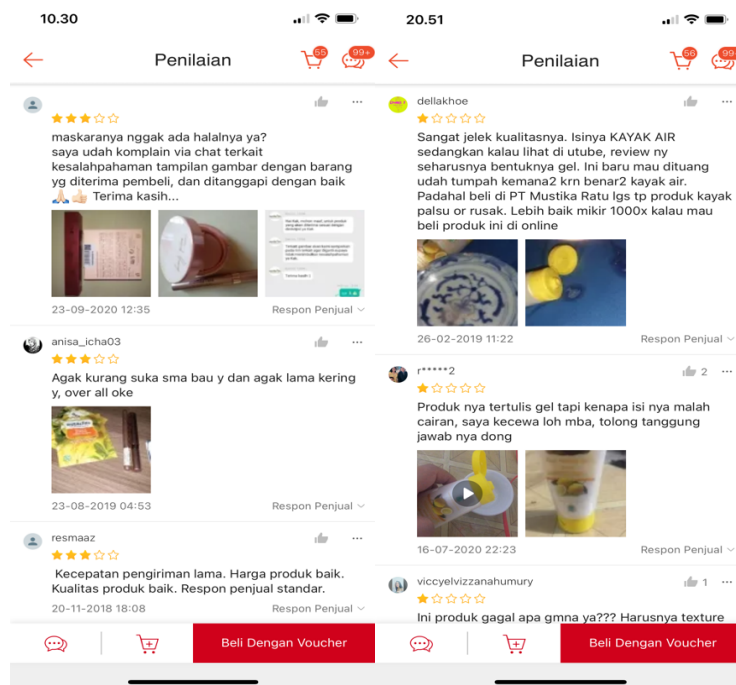 10.30
Penilaian
55
99+
maskaranya nggak ada halalnya ya?
saya udah komplain via chat terkait
kesalahpahaman tampilan gambar dengan barang
yg diterima pembeli, dan ditanggapi dengan baik
🙏🏻 👍🏻 Terima kasih...
23-09-2020 12:35
Respon Penjual
anisa_icha03
Agak kurang suka sma bau y dan agak lama kering
y, over all oke
23-08-2019 04:53
Respon Penjual
resmaaz
Kecepatan pengiriman lama. Harga produk baik.
Kualitas produk baik. Respon penjual standar.
20-11-2018 18:08
Respon Penjual
Beli Dengan Voucher
20.51
Penilaian
56
99+
dellakhoe
Sangat jelek kualitasnya. Isinya KAYAK AIR
sedangkan kalau lihat di utube, review ny
seharusnya bentuknya gel. Ini baru mau dituang
udah tumpah kemana2 krn benar2 kayak air.
Padahal beli di PT Mustika Ratu lgs tp produk kayak
palsu or rusak. Lebih baik mikir 1000x kalau mau
beli produk ini di online
26-02-2019 11:22
Respon Penjual
r*****2
2
Produk nya tertulis gel tapi kenapa isi nya malah
cairan, saya kecewa loh mba, tolong tanggung
jawab nya dong
16-07-2020 22:23
Respon Penjual
viccyelvizzanahumury
1
Ini produk gagal apa gmna ya??? Harusnya texture
Beli Dengan Voucher